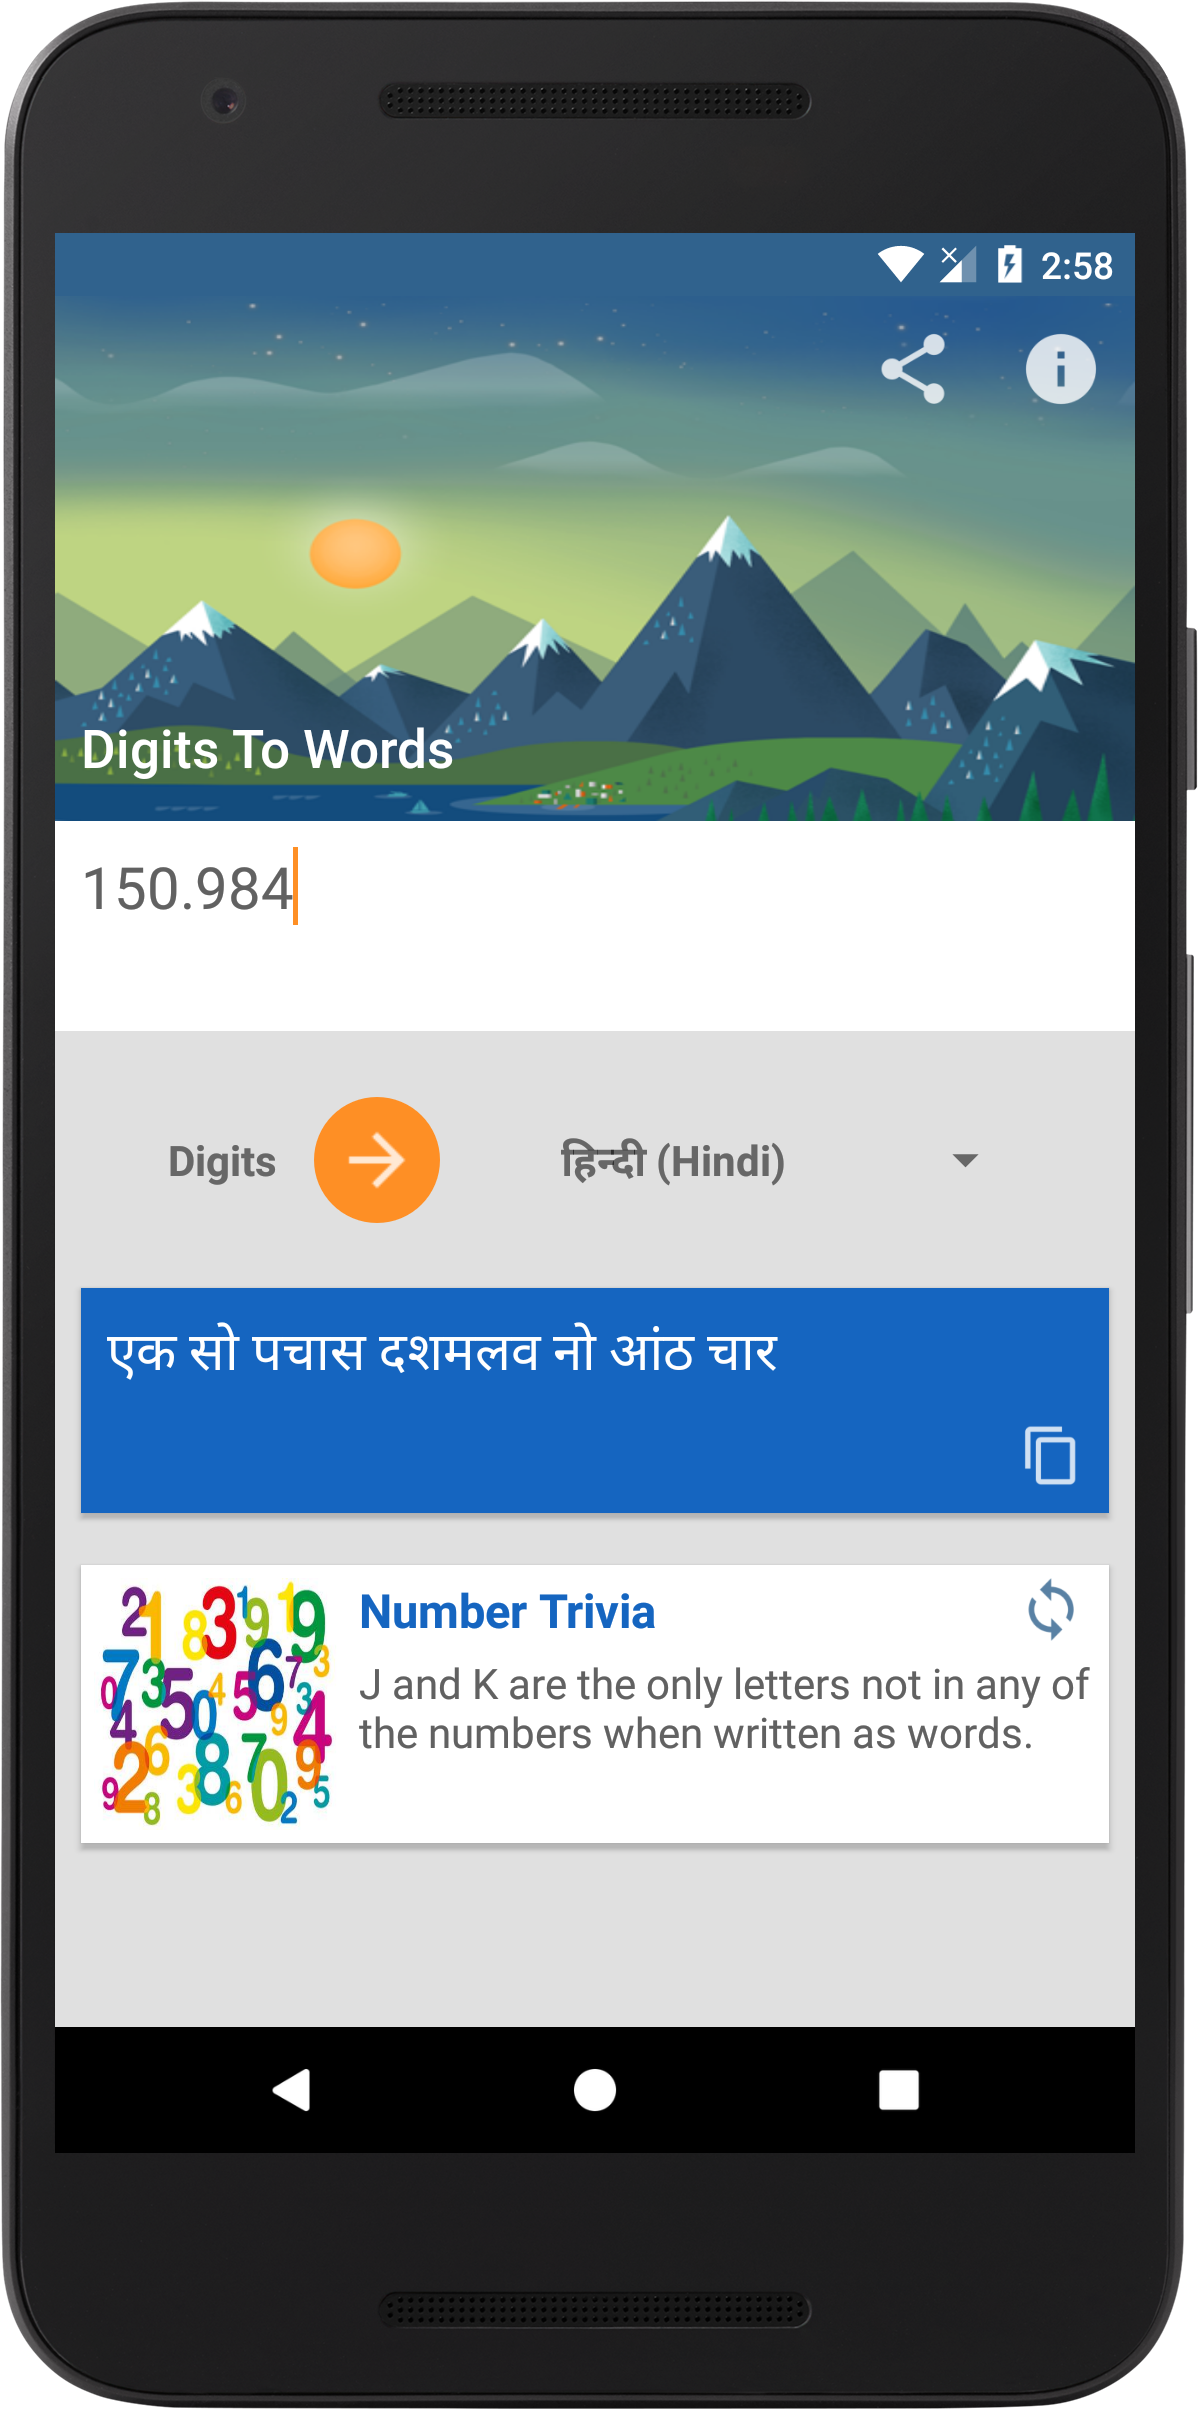 2:58
Digits To Words
150.984
Digits
हिन्दी (Hindi)
एक सो पचास दशमलव नो आंठ चार
Number Trivia
J and K are the only letters not in any of
the numbers when written as words.